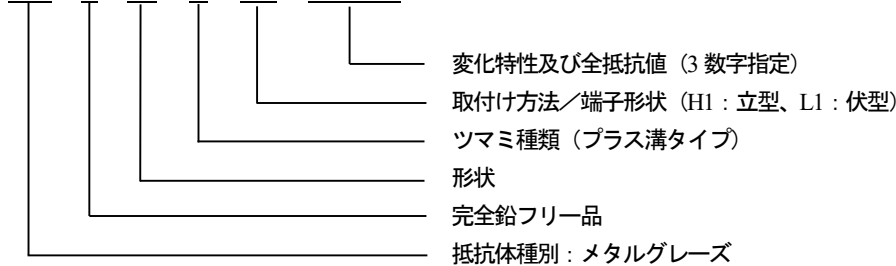 変化特性及び全抵抗値（3 数字指定）
取付け方法／端子形状（H1：立型、L1：伏型）
ツマミ種類（プラス溝タイプ）
形状
完全鉛フリー品
抵抗体種別：メタルグレーズ